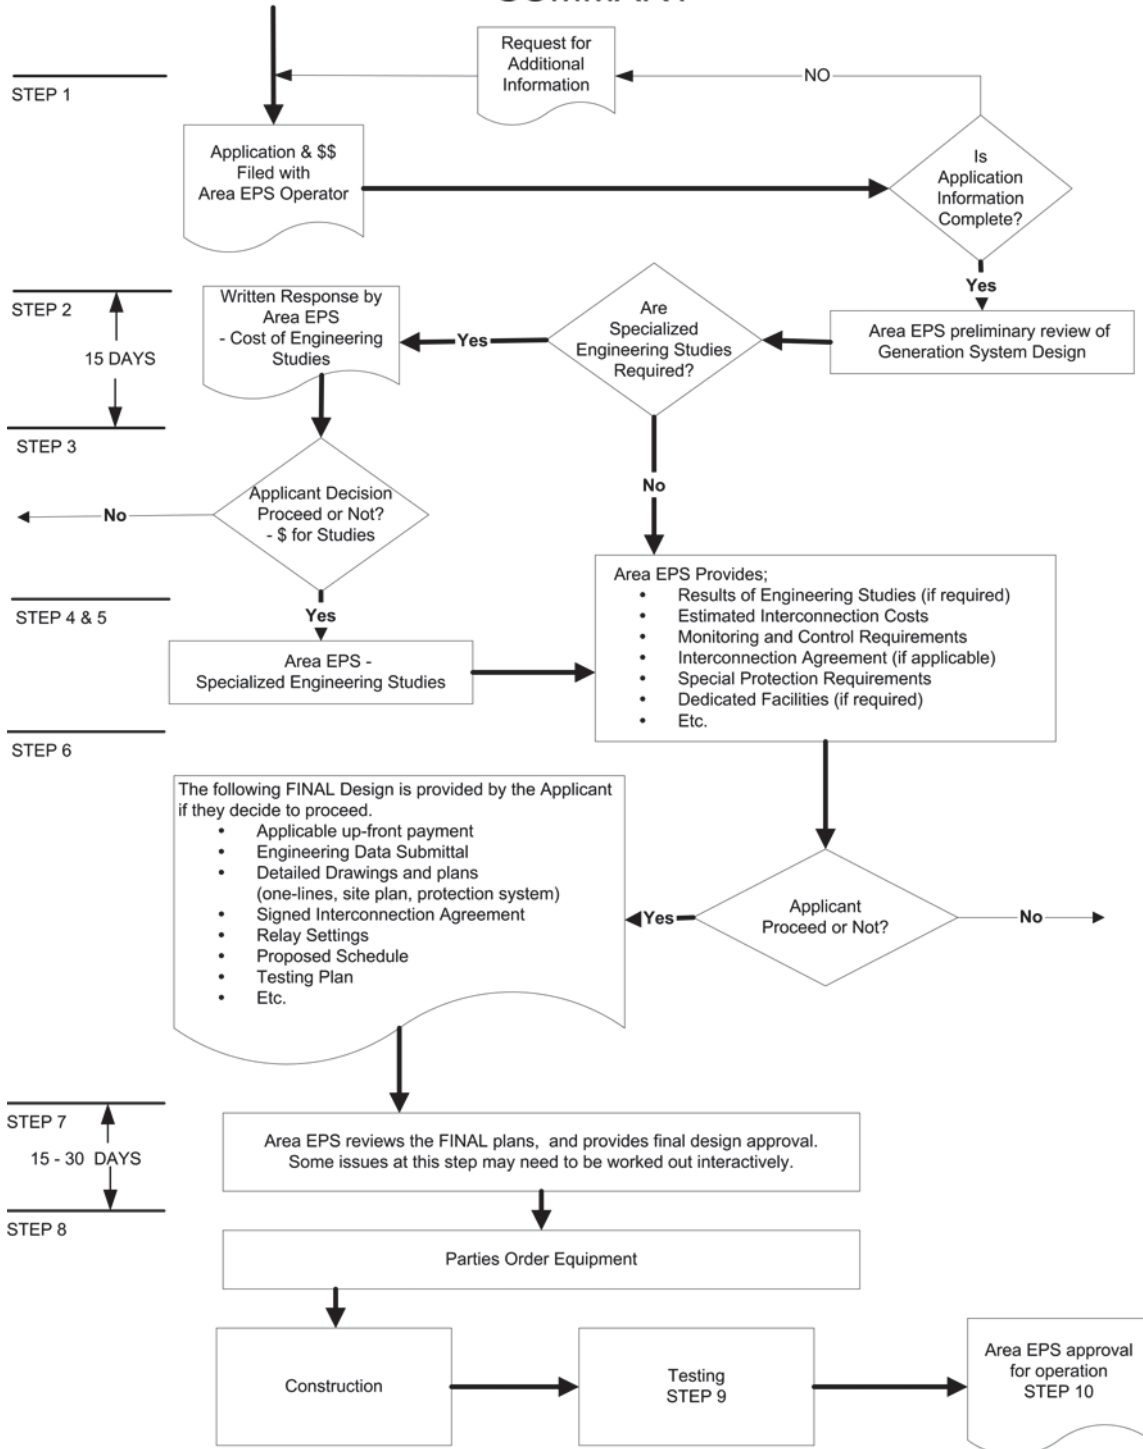 SUMMARY
Request for
Additional
Information
NO
STEP 1
Application & $$
Filed with
Area EPS Operator
Is
Application
Information
Complete?
Yes
STEP 2
15 DAYS
Written Response by
Area EPS
- Cost of Engineering
Studies
Yes
Are
Specialized
Engineering Studies
Required?
Area EPS preliminary review of
Generation System Design
STEP 3
No
Applicant Decision
Proceed or Not?
- $ for Studies
No
Yes
STEP 4 & 5
Area EPS -
Specialized Engineering Studies
Area EPS Provides;
• Results of Engineering Studies (if required)
• Estimated Interconnection Costs
• Monitoring and Control Requirements
• Interconnection Agreement (if applicable)
• Special Protection Requirements
• Dedicated Facilities (if required)
• Etc.
STEP 6
The following FINAL Design is provided by the Applicant
if they decide to proceed.
• Applicable up-front payment
• Engineering Data Submittal
• Detailed Drawings and plans
(one-lines, site plan, protection system)
• Signed Interconnection Agreement
• Relay Settings
• Proposed Schedule
• Testing Plan
• Etc.
Yes
Applicant
Proceed or Not?
No
STEP 7
15 - 30 DAYS
Area EPS reviews the FINAL plans, and provides final design approval.
Some issues at this step may need to be worked out interactively.
STEP 8
Parties Order Equipment
Construction
Testing
STEP 9
Area EPS approval
for operation
STEP 10